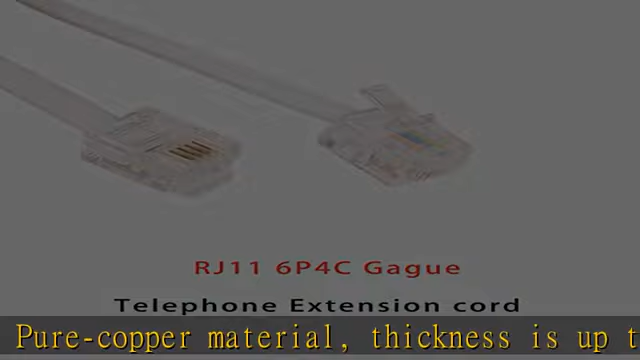 RJ11 6P4C Gague
Telephone Extension cord
Pure-copper material, thickness is up